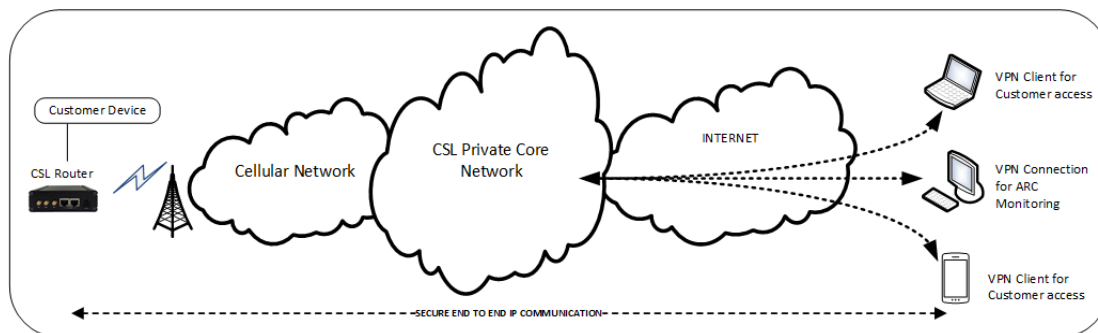 Customer Device
CSL Router
Cellular Network
CSL Private Core
Network
INTERNET
VPN Client for
Customer access
VPN Connection
for ARC
Monitoring
VPN Client for
Customer access
SECURE END TO END IP COMMUNICATION